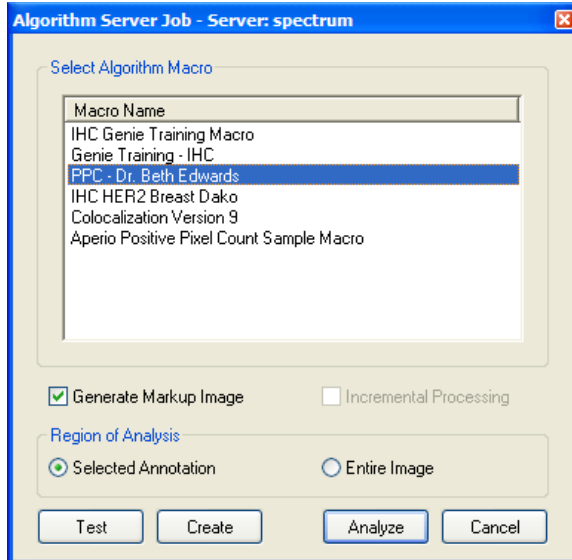 Algorithm Server Job - Server: spectrum
Select Algorithm Macro
Macro Name
IHC Genie Training Macro
Genie Training - IHC
PPC - Dr. Beth Edwards
IHC HER2 Breast Dako
Colocalization Version 9
Aperio Positive Pixel Count Sample Macro
Generate Markup Image Incremental Processing
Region of Analysis
Selected Annotation Entire Image
Test Create Analyze Cancel